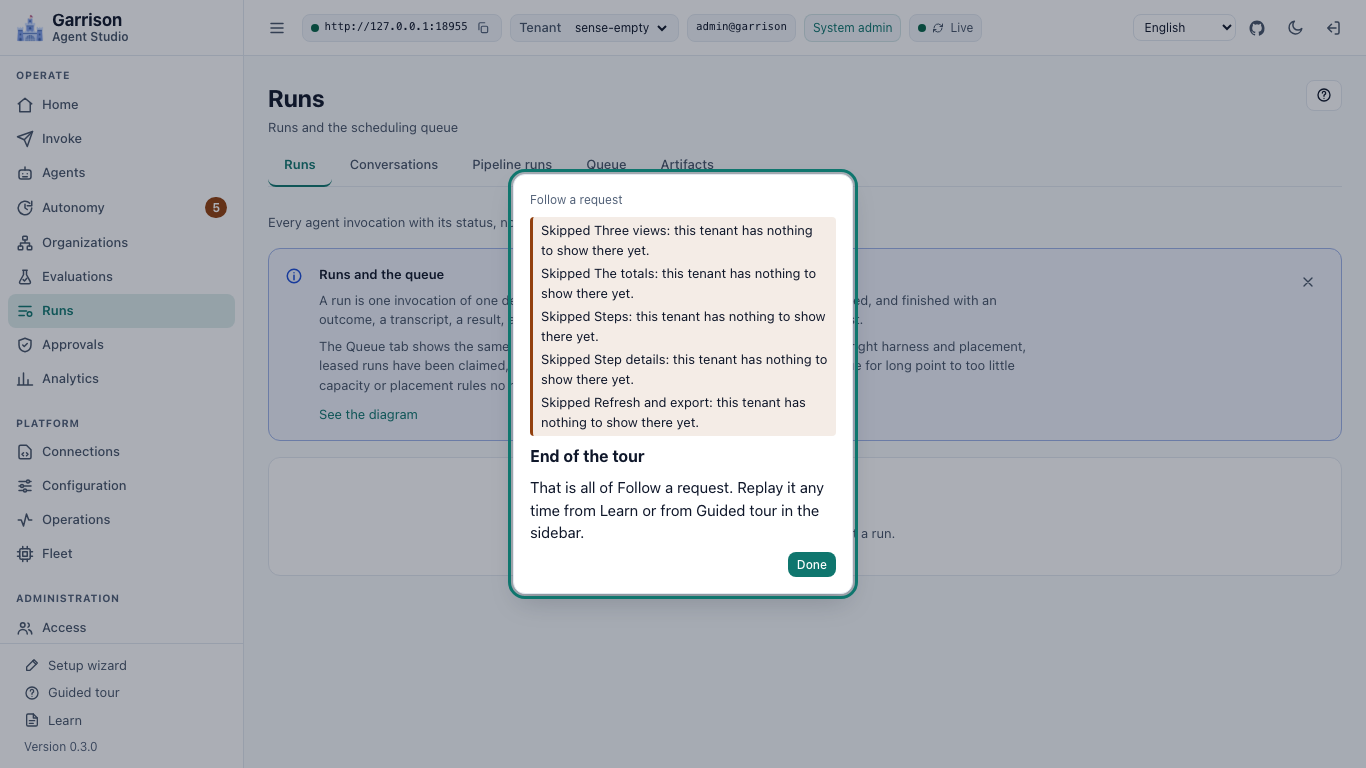 Garrison
Agent Studio
http://127.0.0.1:18955
Tenant sense-empty
admin@garrison
System admin
Live
English
OPERATE
Home
Invoke
Agents
Autonomy 5
Organizations
Evaluations
Runs
Approvals
Analytics
PLATFORM
Connections
Configuration
Operations
Fleet
ADMINISTRATION
Access
Setup wizard
Guided tour
Learn
Version 0.3.0
Runs
Runs and the scheduling queue
Runs Conversations Pipeline runs Queue Artifacts
Every agent invocation with its status,
Runs and the queue
A run is one invocation of one
and finished with an
outcome, a transcript, a result,
The Queue tab shows the same
harness and placement,
leased runs have been claimed,
for long point to too little
capacity or placement rules no
See the diagram
a run.
Follow a request
Skipped Three views: this tenant has nothing
to show there yet.
Skipped The totals: this tenant has nothing to
show there yet.
Skipped Steps: this tenant has nothing to show
there yet.
Skipped Step details: this tenant has nothing to
show there yet.
Skipped Refresh and export: this tenant has
nothing to show there yet.
End of the tour
That is all of Follow a request. Replay it any
time from Learn or from Guided tour in the
sidebar.
Done